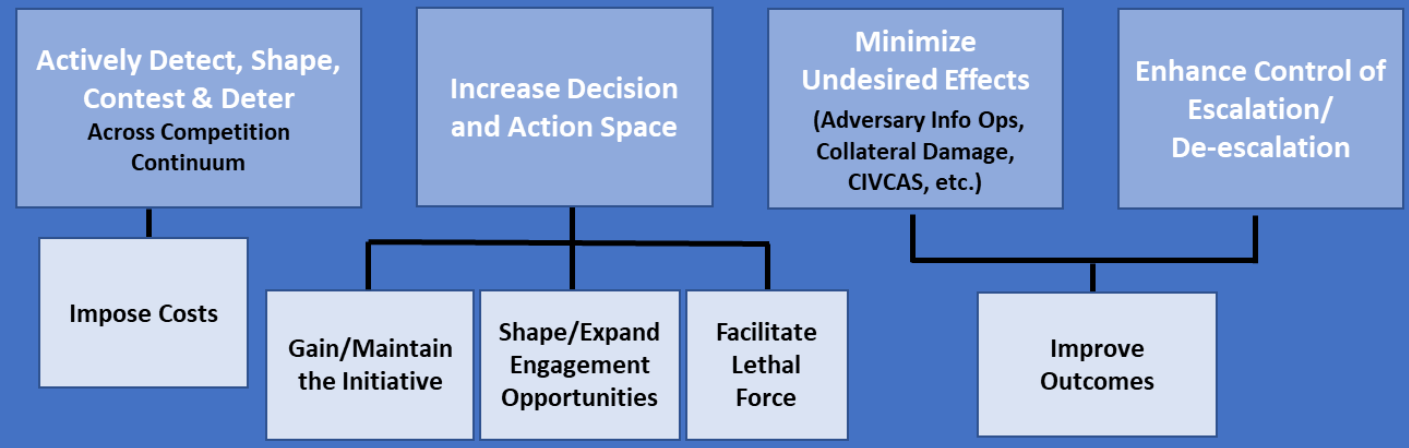 Actively Detect, Shape,
Contest & Deter
Across Competition
Continuum
Increase Decision
and Action Space
Minimize
Undesired Effects
(Adversary Info Ops,
Collateral Damage,
CIVCAS, etc.)
Enhance Control of
Escalation/
De-escalation
Impose Costs
Gain/Maintain
the Initiative
Shape/Expand
Engagement
Opportunities
Facilitate
Lethal
Force
Improve
Outcomes